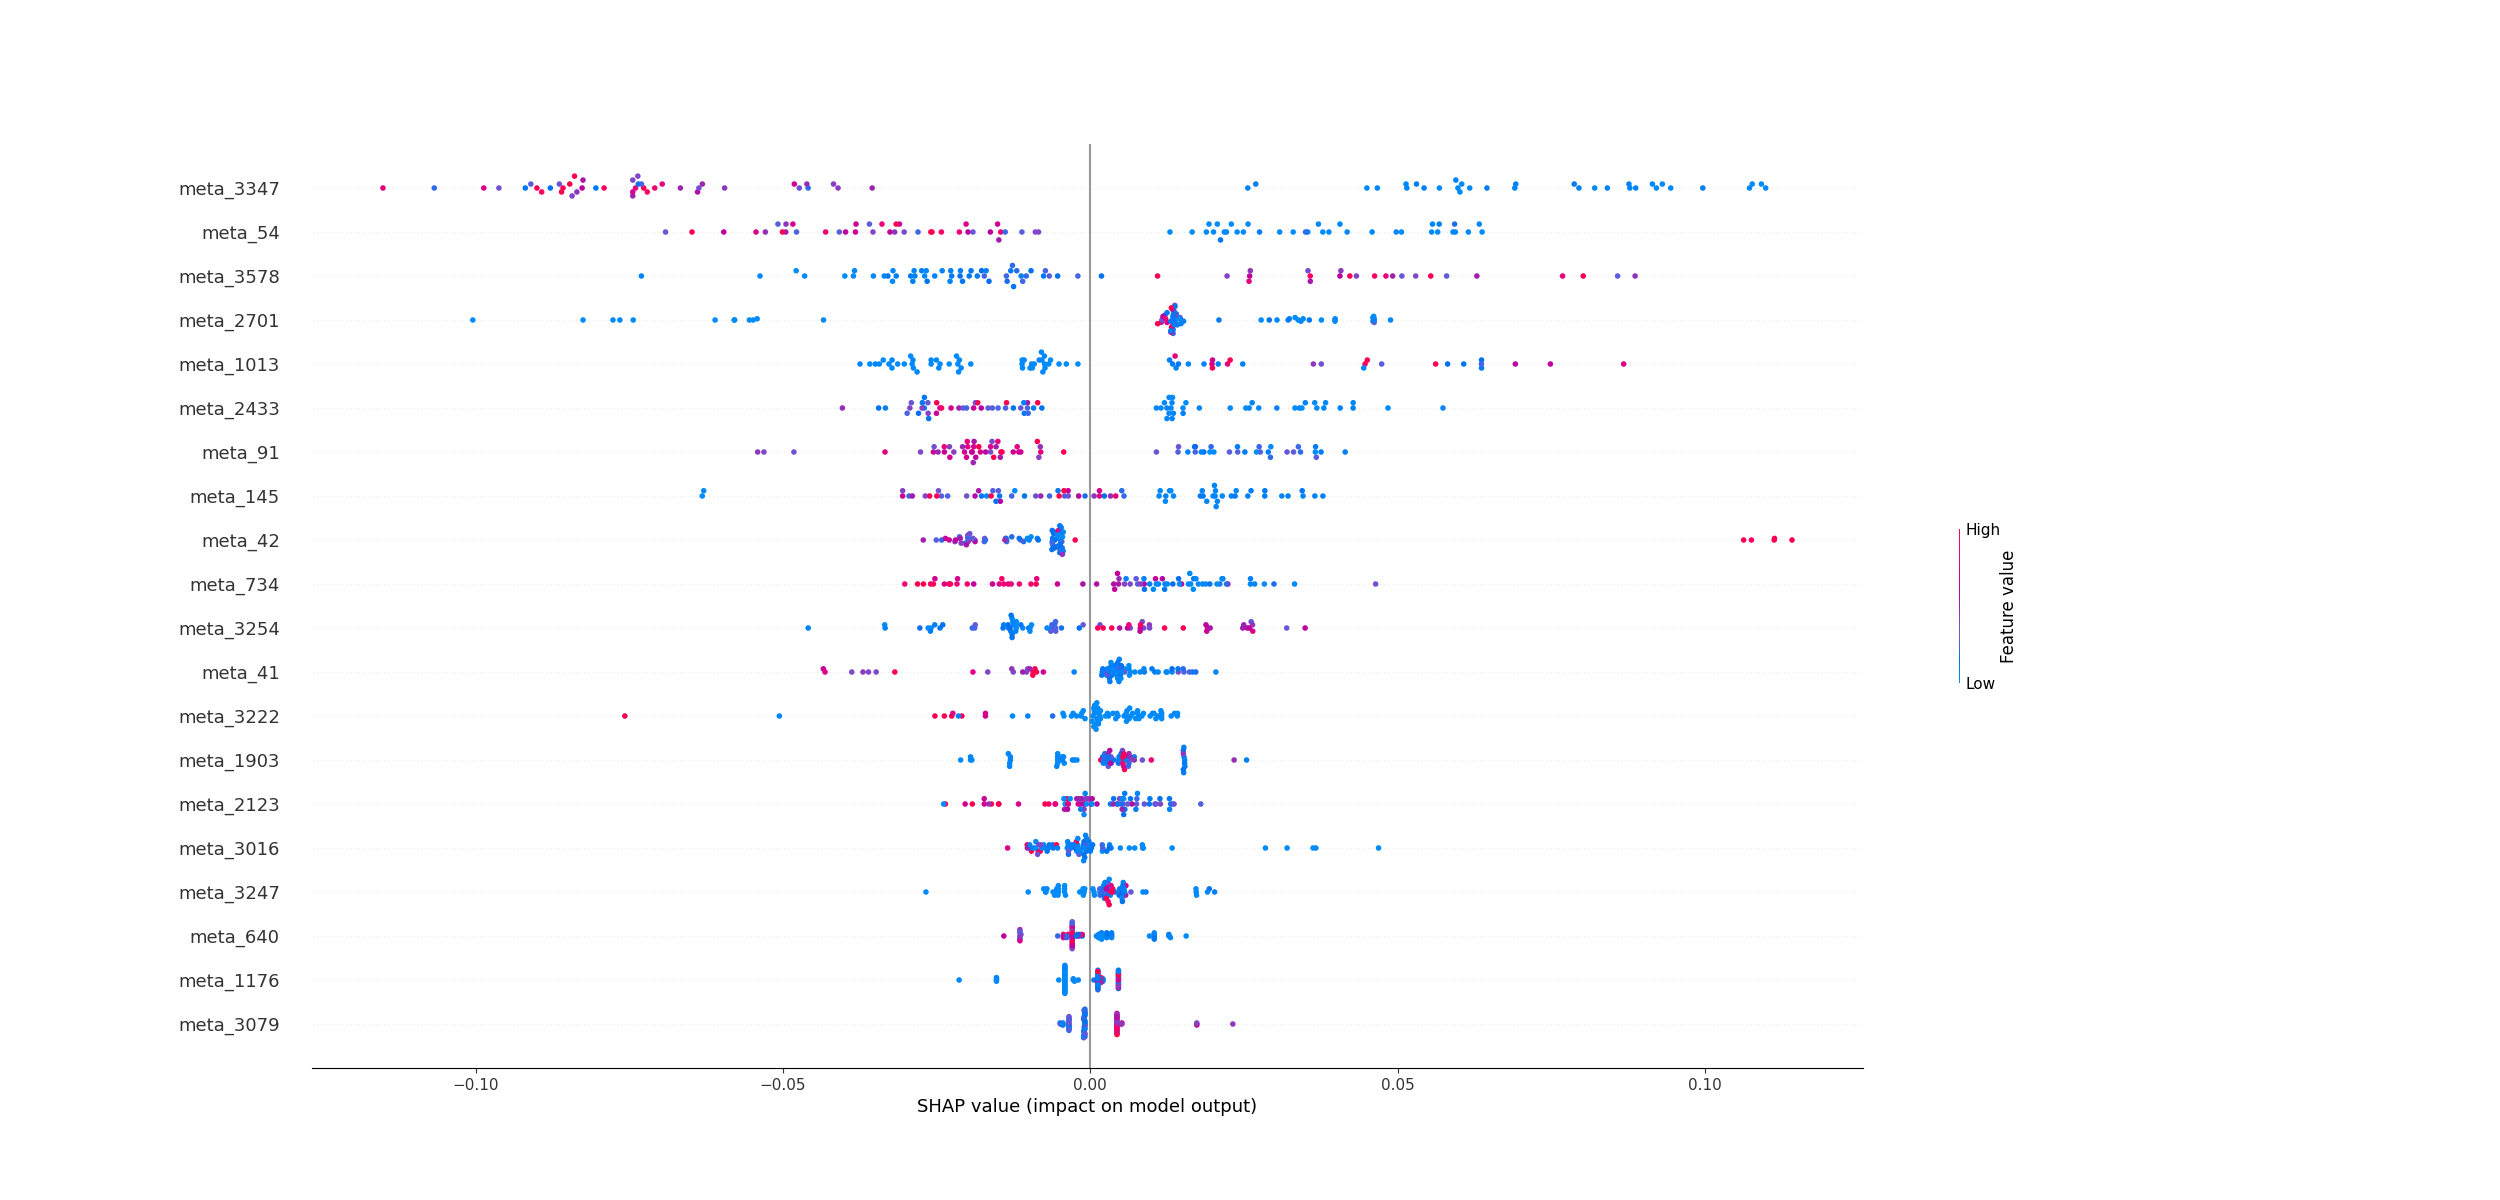 meta_3347
meta_54
meta_3578
meta_2701
meta_1013
meta_2433
meta_91
meta_145
meta_42
meta_734
meta_3254
meta_41
meta_3222
meta_1903
meta_2123
meta_3016
meta_3247
meta_640
meta_1176
meta_3079
−0.10 −0.05 0.00 0.05 0.10
SHAP value (impact on model output)
High
Feature value
Low